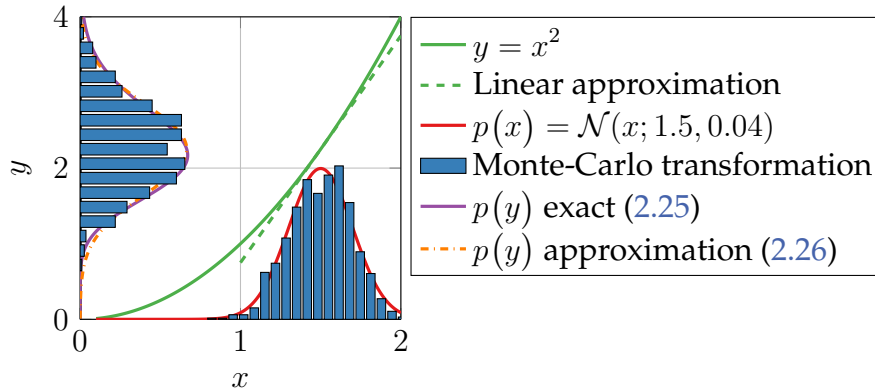 4
2
0
y
0
1
2
x
y = x²
Linear approximation
p(x) = 𝒩(x; 1.5, 0.04)
Monte-Carlo transformation
p(y) exact (2.25)
p(y) approximation (2.26)